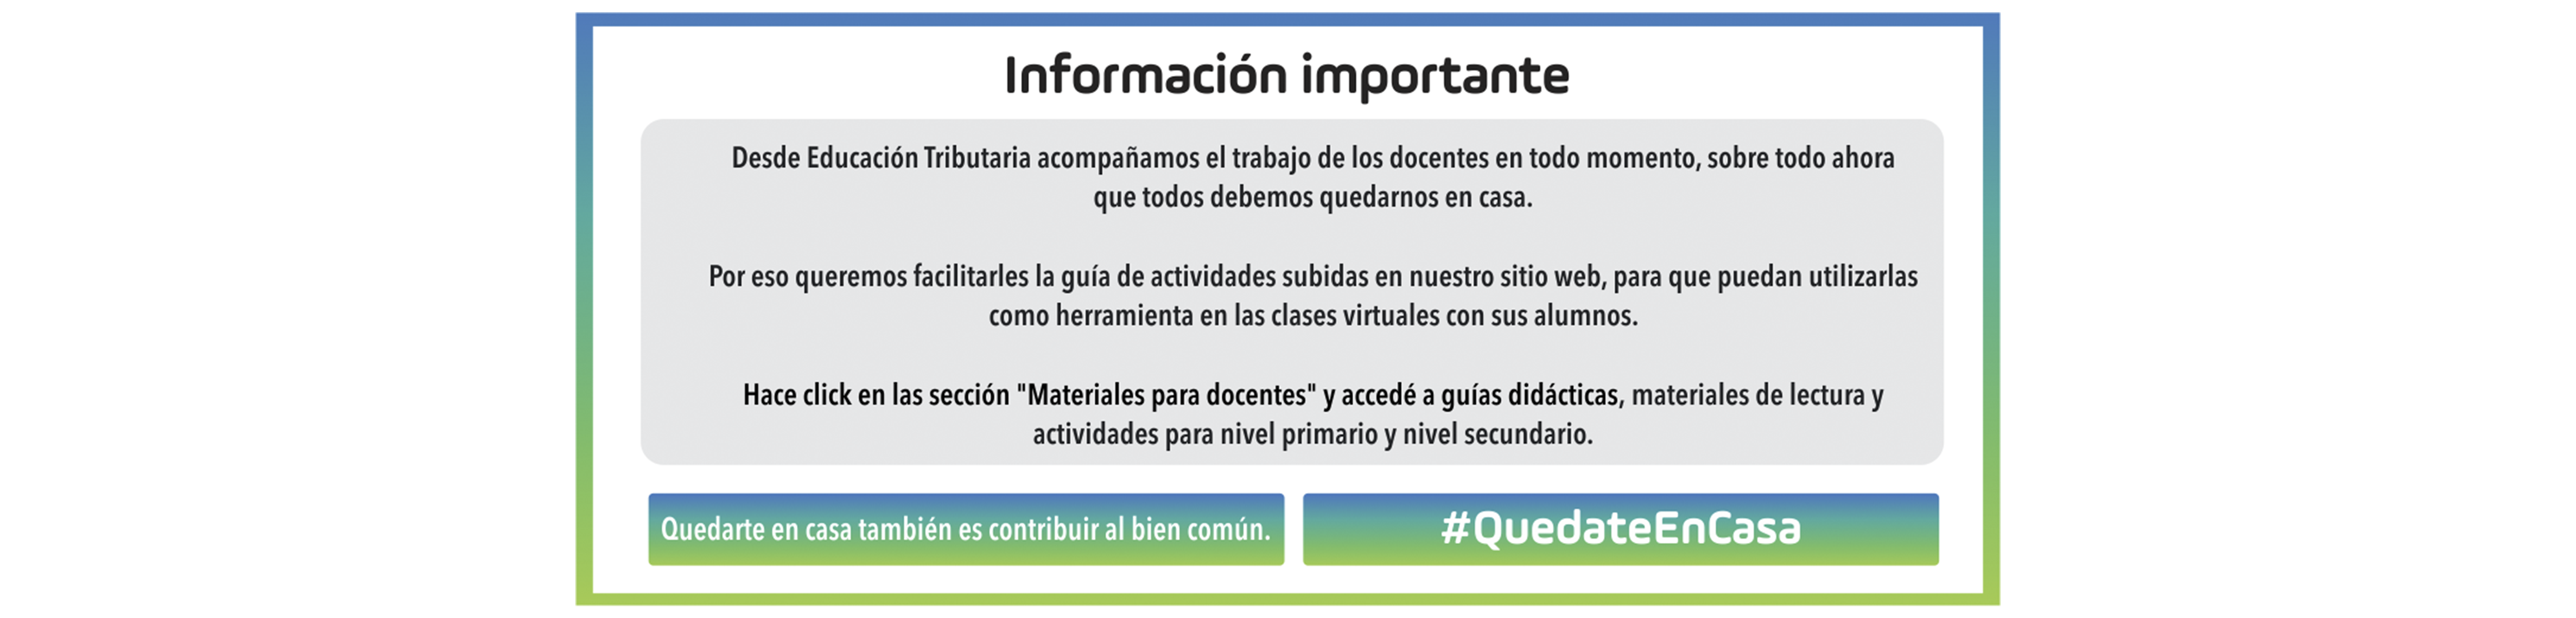 Información importante
Desde Educación Tributaria acompañamos el trabajo de los docentes en todo momento, sobre todo ahora
que todos debemos quedarnos en casa.
Por eso queremos facilitarles la guía de actividades subidas en nuestro sitio web, para que puedan utilizarlas
como herramienta en las clases virtuales con sus alumnos.
Hace click en las sección "Materiales para docentes" y accedé a guías didácticas, materiales de lectura y
actividades para nivel primario y nivel secundario.
Quedarte en casa también es contribuir al bien común.
#QuedateEnCasa